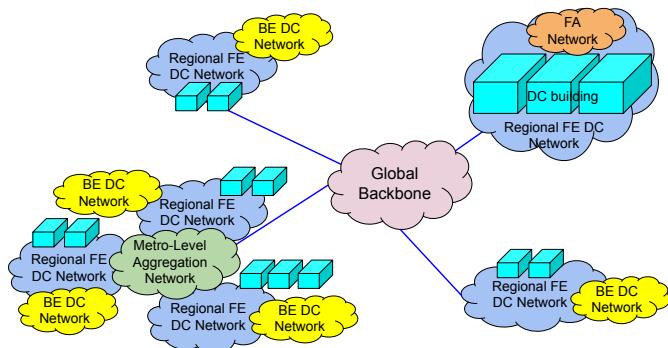 BE DC
Network
Regional FE
DC Network
FA
Network
DC building
Regional FE DC
Network
Global
Backbone
BE DC
Network
Regional FE
DC Network
Regional FE
DC Network
Metro-Level
Aggregation
Network
BE DC
Network
Regional FE
DC Network
BE DC
Network
Regional FE
DC Network
BE DC
Network